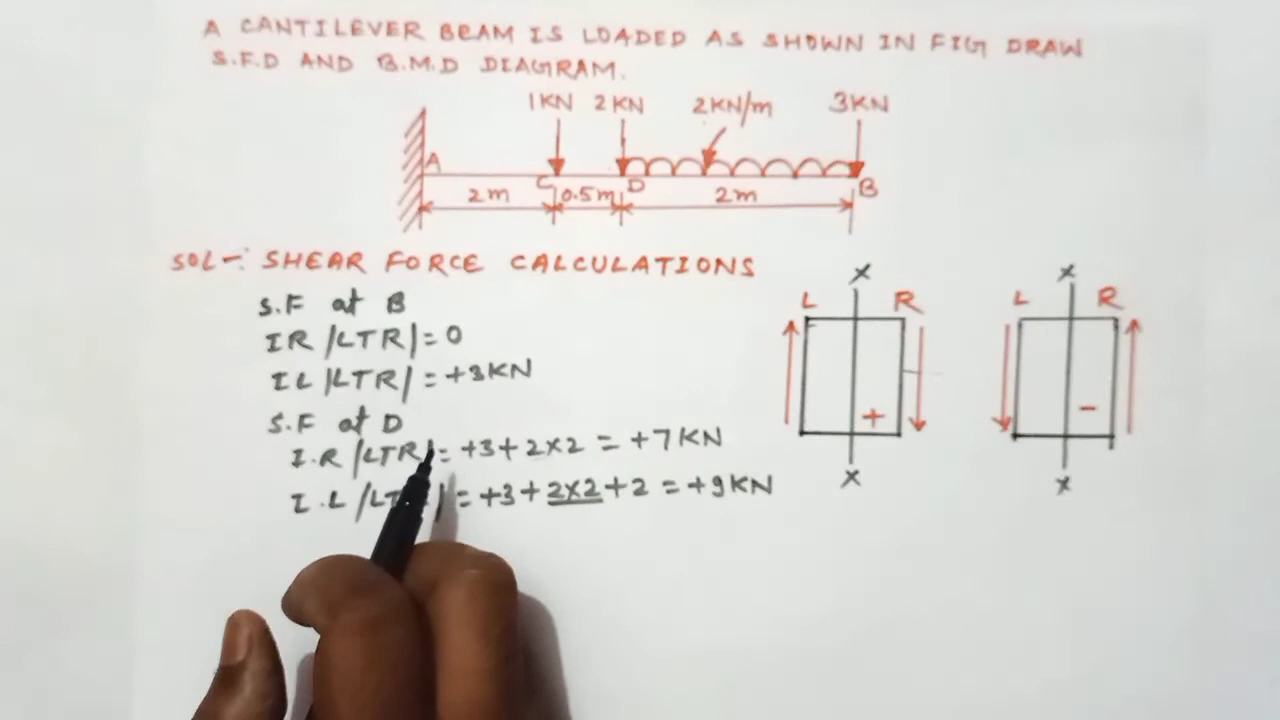 A CANTILEVER BEAM IS LOADED AS SHOWN IN FIG DRAW
S.F.D AND B.M.D DIAGRAM.
1KN 2KN 2KN/m 3KN
A C D B
2m 0.5m 2m
SOL-: SHEAR FORCE CALCULATIONS
S.F at B
IR /LTR/= 0
IL /LTR/ = +3KN
S.F at D
I.R /LTR/= +3+2x2 = +7KN
I.L = +3+2x2+2 = +9KN
X X
L R L R
+ -
X X